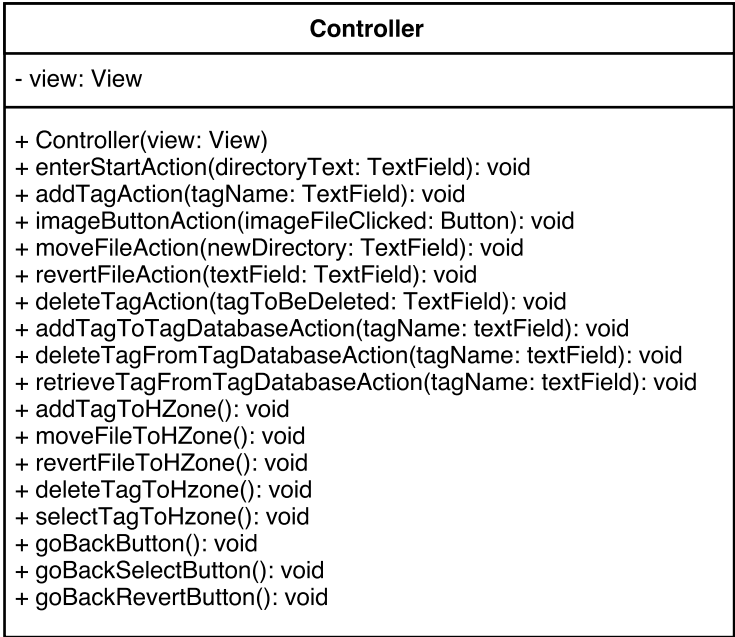 Controller
- view: View
+ Controller(view: View)
+ enterStartAction(directoryText: TextField): void
+ addTagAction(tagName: TextField): void
+ imageButtonAction(imageFileClicked: Button): void
+ moveFileAction(newDirectory: TextField): void
+ revertFileAction(textField: TextField): void
+ deleteTagAction(tagToBeDeleted: TextField): void
+ addTagToTagDatabaseAction(tagName: textField): void
+ deleteTagFromTagDatabaseAction(tagName: textField): void
+ retrieveTagFromTagDatabaseAction(tagName: textField): void
+ addTagToHZone(): void
+ moveFileToHZone(): void
+ revertFileToHZone(): void
+ deleteTagToHzone(): void
+ selectTagToHzone(): void
+ goBackButton(): void
+ goBackSelectButton(): void
+ goBackRevertButton(): void